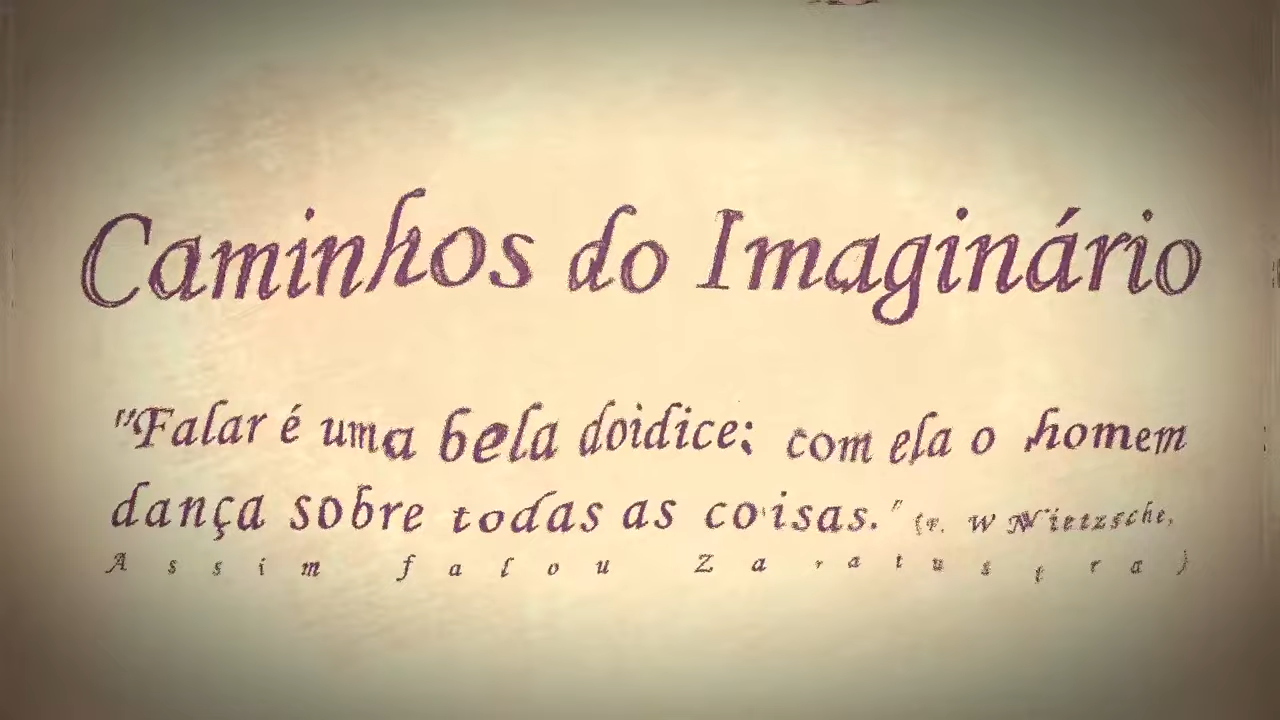 Caminhos do Imaginário
"Falar é uma bela doidice; com ela o homem
dança sobre todas as coisas." (F. W Nietzsche,
Assim falou Zaratustra)